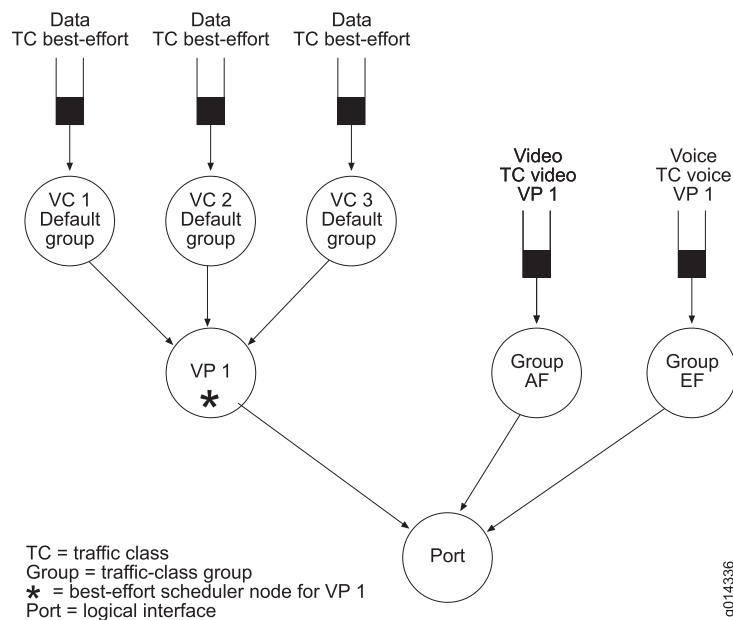 Data
TC best-effort
Data
TC best-effort
Data
TC best-effort
Video
TC video
VP 1
Voice
TC voice
VP 1
VC 1
Default
group
VC 2
Default
group
VC 3
Default
group
VP 1
*
Group
AF
Group
EF
Port
TC = traffic class
Group = traffic-class group
* = best-effort scheduler node for VP 1
Port = logical interface
g014336